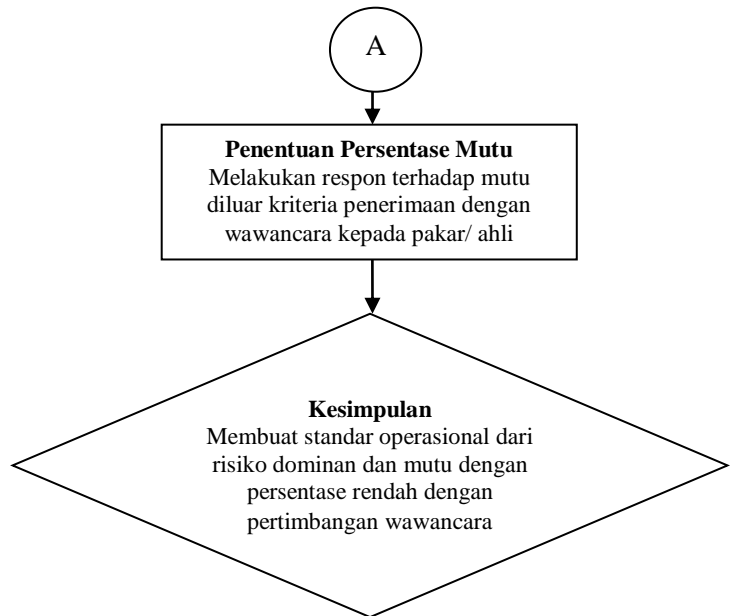 A
Penentuan Persentase Mutu
Melakukan respon terhadap mutu
diluar kriteria penerimaan dengan
wawancara kepada pakar/ ahli
Kesimpulan
Membuat standar operasional dari
risiko dominan dan mutu dengan
persentase rendah dengan
pertimbangan wawancara